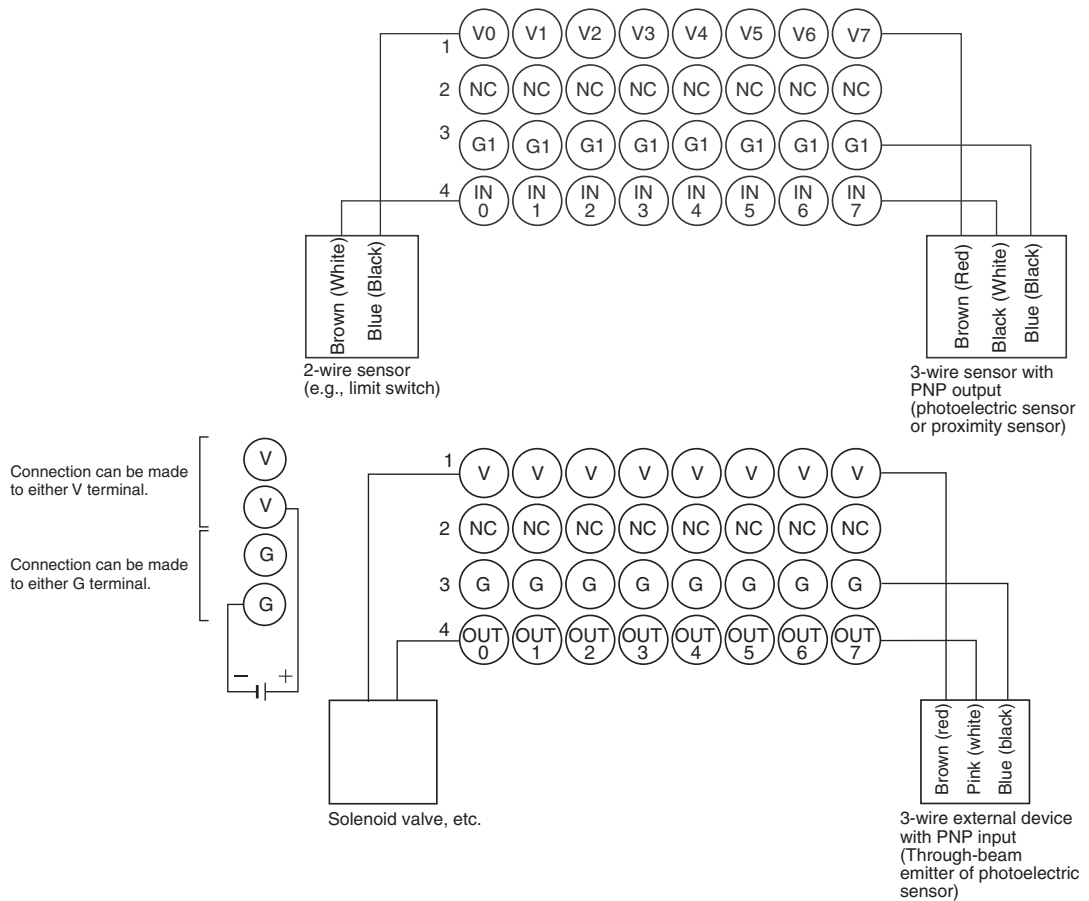 1 V0 V1 V2 V3 V4 V5 V6 V7
2 NC NC NC NC NC NC NC NC
3 G1 G1 G1 G1 G1 G1 G1 G1
4 IN 0 IN 1 IN 2 IN 3 IN 4 IN 5 IN 6 IN 7
Brown (White)
Blue (Black)
2-wire sensor
(e.g., limit switch)
Brown (Red)
Black (White)
Blue (Black)
3-wire sensor with
PNP output
(photoelectric sensor
or proximity sensor)
Connection can be made
to either V terminal.
V
V
Connection can be made
to either G terminal.
G
G
− +
1 V V V V V V V V
2 NC NC NC NC NC NC NC NC
3 G G G G G G G G
4 OUT 0 OUT 1 OUT 2 OUT 3 OUT 4 OUT 5 OUT 6 OUT 7
Solenoid valve, etc.
Brown (red)
Pink (white)
Blue (black)
3-wire external device
with PNP input
(Through-beam
emitter of photoelectric
sensor)